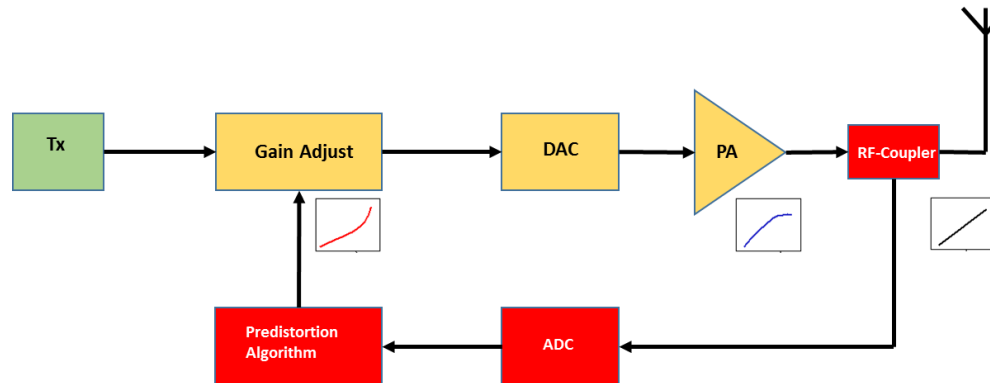 Tx
Gain Adjust
DAC
PA
RF-Coupler
Predistortion
Algorithm
ADC